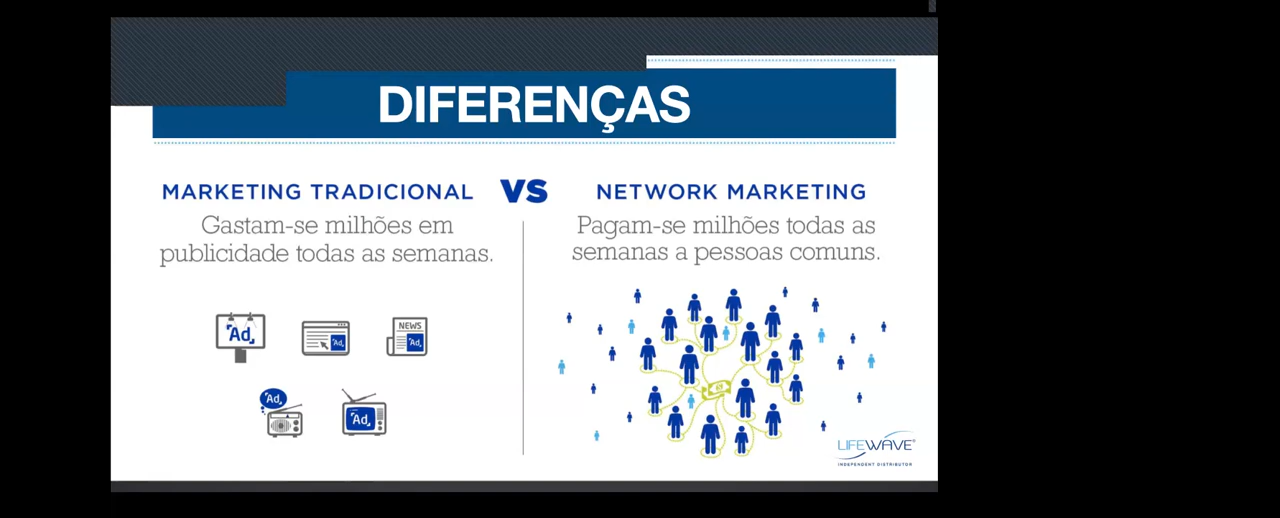 DIFERENÇAS
MARKETING TRADICIONAL VS NETWORK MARKETING
Gastam-se milhões em
publicidade todas as semanas.
Pagam-se milhões todas as
semanas a pessoas comuns.
Ad
Ad
NEWS
Ad
Ad
Ad
LIFEWAVE®
INDEPENDENT DISTRIBUTOR